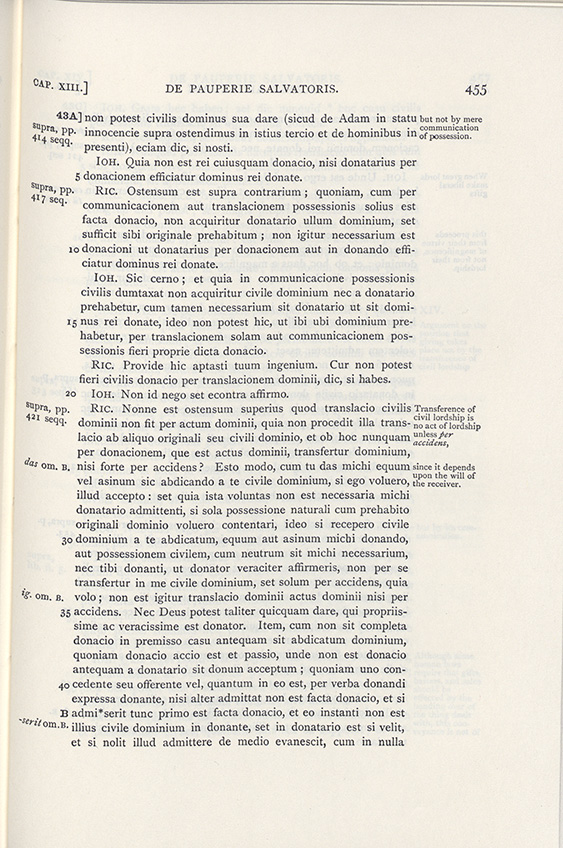 CAP. XIII.] DE PAUPERIE SALVATORIS. 455
43A] non potest civilis dominus sua dare (sicud de Adam in statu but not by mere
supra, pp. innocencie supra ostendimus in istius tercio et de hominibus in communication
414 seqq. presenti), eciam dic, si nosti. of possession.
IOH. Quia non est rei cuiusquam donacio, nisi donatarius per
5 donacionem efficiatur dominus rei donate.
supra, pp. RIC. Ostensum est supra contrarium ; quoniam, cum per
417 seq. communicacionem aut translacionem possessionis solius est
facta donacio, non acquiritur donatario ullum dominium, set
sufficit sibi originale prehabitum ; non igitur necessarium est
10 donacioni ut donatarius per donacionem aut in donando effi-
ciatur dominus rei donate.
IOH. Sic cerno ; et quia in communicacione possessionis
civilis dumtaxat non acquiritur civile dominium nec a donatario
prehabetur, cum tamen necessarium sit donatario ut sit domi-
15 nus rei donate, ideo non potest hic, ut ibi ubi dominium pre-
habetur, per translacionem solam aut communicacionem pos-
sessionis fieri proprie dicta donacio.
RIC. Provide hic aptasti tuum ingenium. Cur non potest
fieri civilis donacio per translacionem dominii, dic, si habes.
20 IOH. Non id nego set econtra affirmo.
supra, pp. RIC. Nonne est ostensum superius quod translacio civilis Transference of
421 seqq. dominii non fit per actum dominii, quia non procedit illa trans- civil lordship is no act of lordship
lacio ab aliquo originali seu civili dominio, et ob hoc nunquam unless per
per donacionem, que est actus dominii, transfertur dominium, accidens,
das om. B. nisi forte per accidens? Esto modo, cum tu das michi equum since it depends
vel asinum sic abdicando a te civile dominium, si ego voluero, upon the will of the receiver.
illud accepto : set quia ista voluntas non est necessaria michi
donatario admittenti, si sola possessione naturali cum prehabito
originali dominio voluero contentari, ideo si recepero civile
30 dominium a te abdicatum, equum aut asinum michi donando,
aut possessionem civilem, cum neutrum sit michi necessarium,
nec tibi donanti, ut donator veraciter affirmeris, non per se
transfertur in me civile dominium, set solum per accidens, quia
ig. om. B. volo ; non est igitur translacio dominii actus dominii nisi per
35 accidens. Nec Deus potest taliter quicquam dare, qui propriis-
sime ac veracissime est donator. Item, cum non sit completa
donacio in premisso casu antequam sit abdicatum dominium,
quoniam donacio accio est et passio, unde non est donacio
antequam a donatario sit donum acceptum ; quoniam uno con-
40 cedente seu offerente vel, quantum in eo est, per verba donandi
expressa donante, nisi alter admittat non est facta donacio, et si
B admi*serit tunc primo est facta donacio, et eo instanti non est
-serit om. B. illius civile dominium in donante, set in donatario est si velit,
et si nolit illud admittere de medio evanescit, cum in nulla